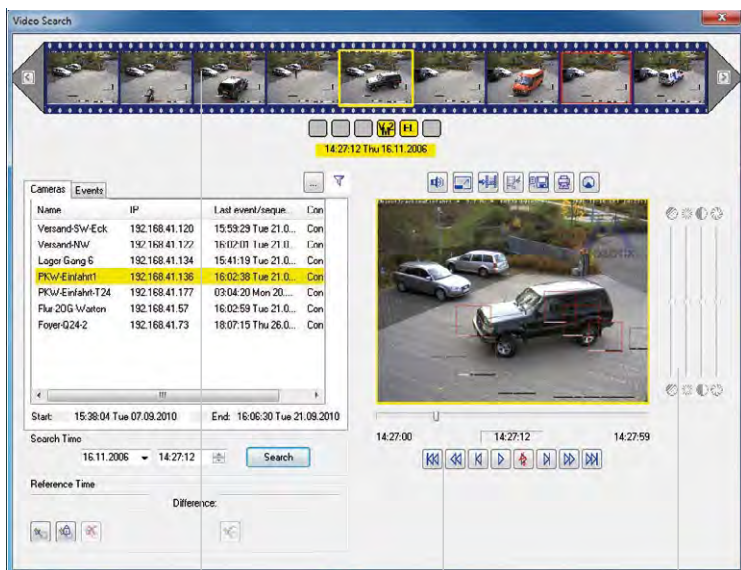 Video Search
14:27:12 Thu 16.11.2006
...
Cameras Events
Name IP Last event/seque... Con
Versand-SW-Eck 192.168.41.120 15:59:29 Tue 21.0... Con
Versand-NW 192.168.41.122 16:02:01 Tue 21.0... Con
Lager Gang 6 192.168.41.134 15:41:19 Tue 21.0... Con
PKW-Einfahrt1 192.168.41.136 16:02:38 Tue 21.0... Con
PKW-Einfahrt-T24 192.168.41.177 03:04:20 Mon 20.... Con
Flur-20G Warton 192.168.41.57 16:02:59 Tue 21.0... Con
Foyer-Q24-2 192.168.41.73 18:07:15 Thu 26.0... Con
Start: 15:38:04 Tue 07.09.2010 End: 16:06:30 Tue 21.09.2010
14:27:00 14:27:12 14:27:59
Search Time
16.11.2006 14:27:12 Search
Reference Time
Difference: